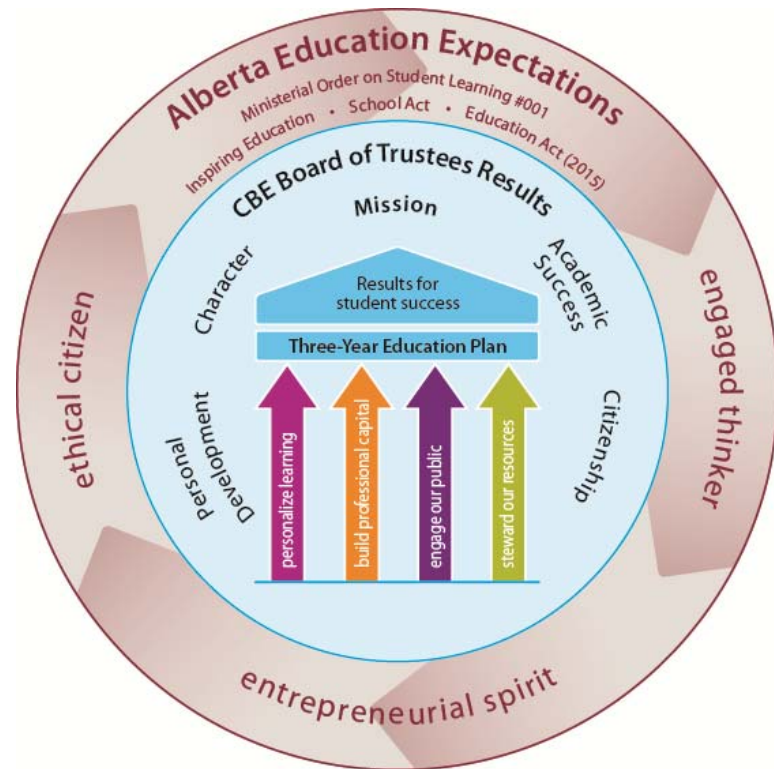 Alberta Education Expectations
Ministerial Order on Student Learning #001
Inspiring Education • School Act • Education Act (2015)
CBE Board of Trustees Results
Mission
Character
Academic
Success
Results for
student success
Three-Year Education Plan
Personal
Development
Citizenship
personalize learning
build professional capital
engage our public
steward our resources
ethical citizen
engaged thinker
entrepreneurial spirit